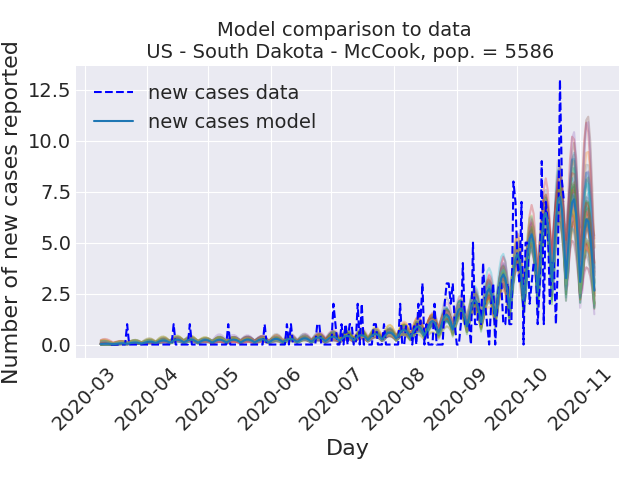 Model comparison to data
US - South Dakota - McCook, pop. = 5586
Number of new cases reported
12.5
10.0
7.5
5.0
2.5
0.0
new cases data
new cases model
2020-03
2020-04
2020-05
2020-06
2020-07
2020-08
2020-09
2020-10
2020-11
Day